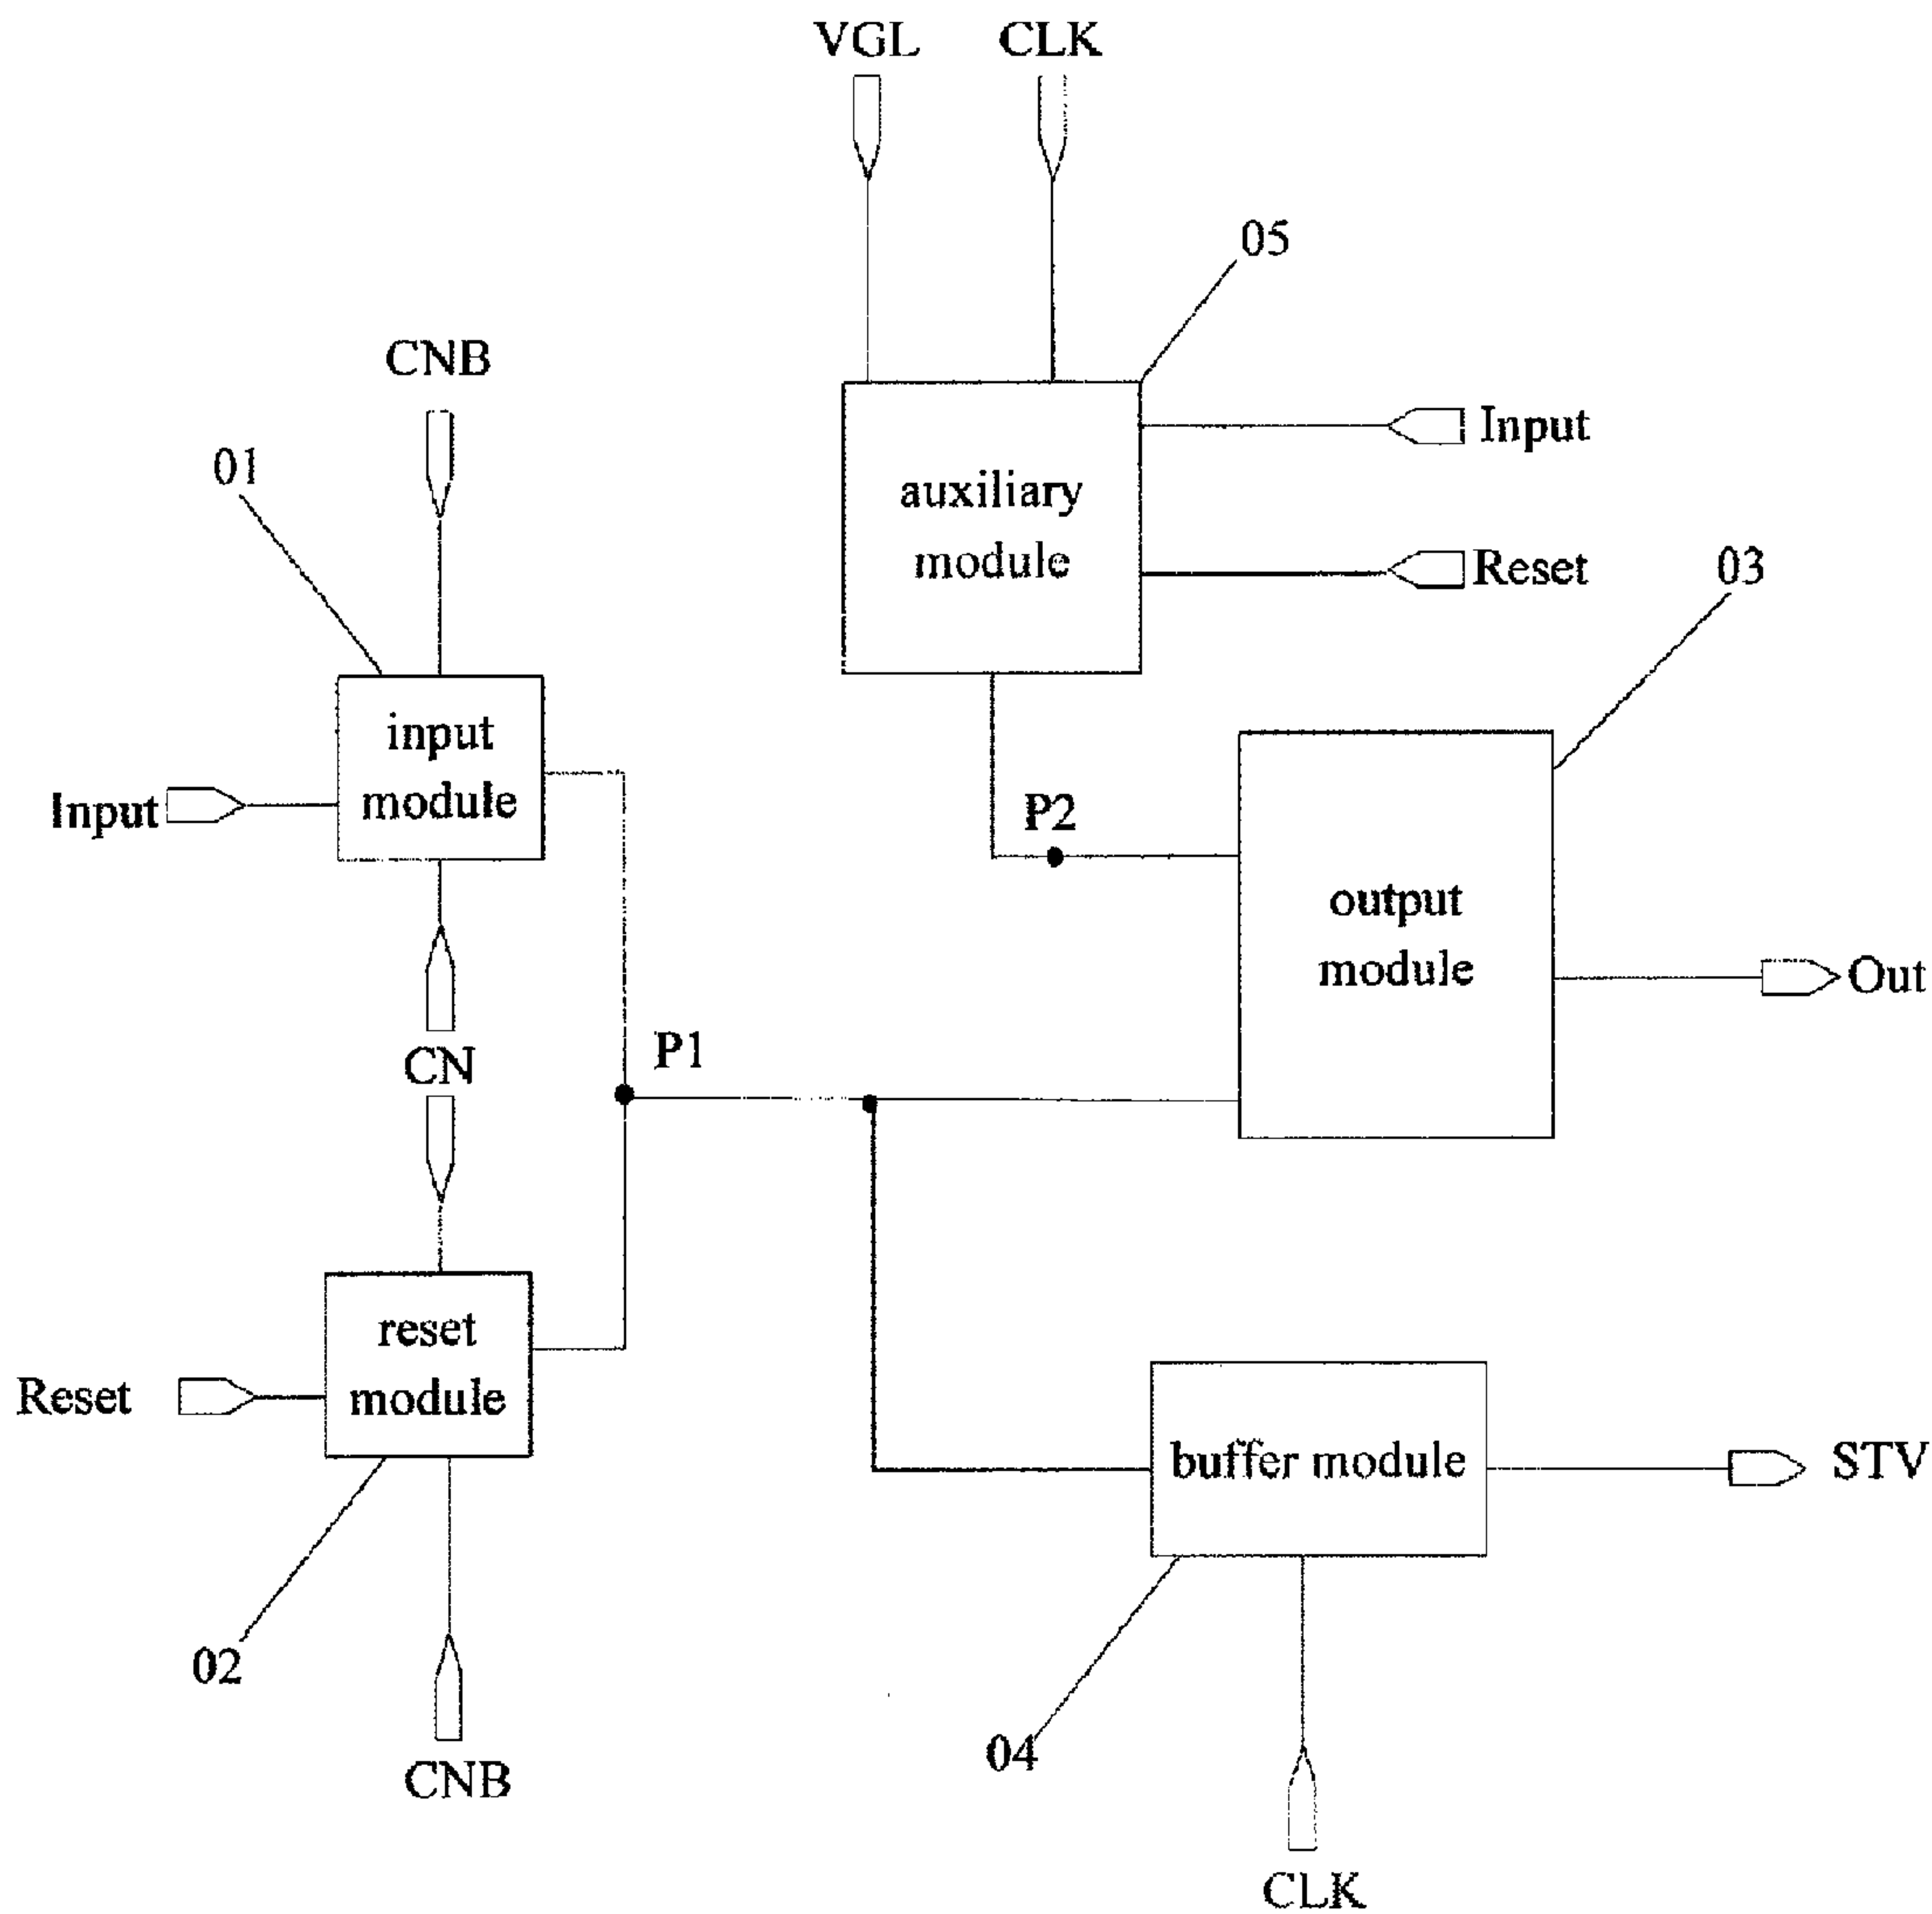 VGL
CLK
05
CNB
01
Input
auxiliary
module
Reset
03
input
module
Input
P2
output
module
Out
CN
P1
reset
module
Reset
buffer module
STV
02
04
CNB
CLK